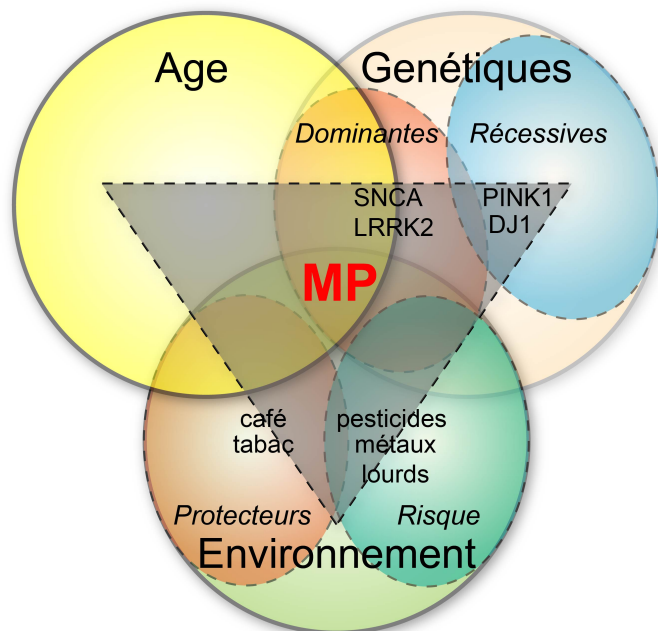 Age
Genétiques
Dominantes
Récessives
SNCA
LRRK2
PINK1
DJ1
MP
café
tabac
pesticides
métaux
lourds
Protecteurs
Risque
Environnement